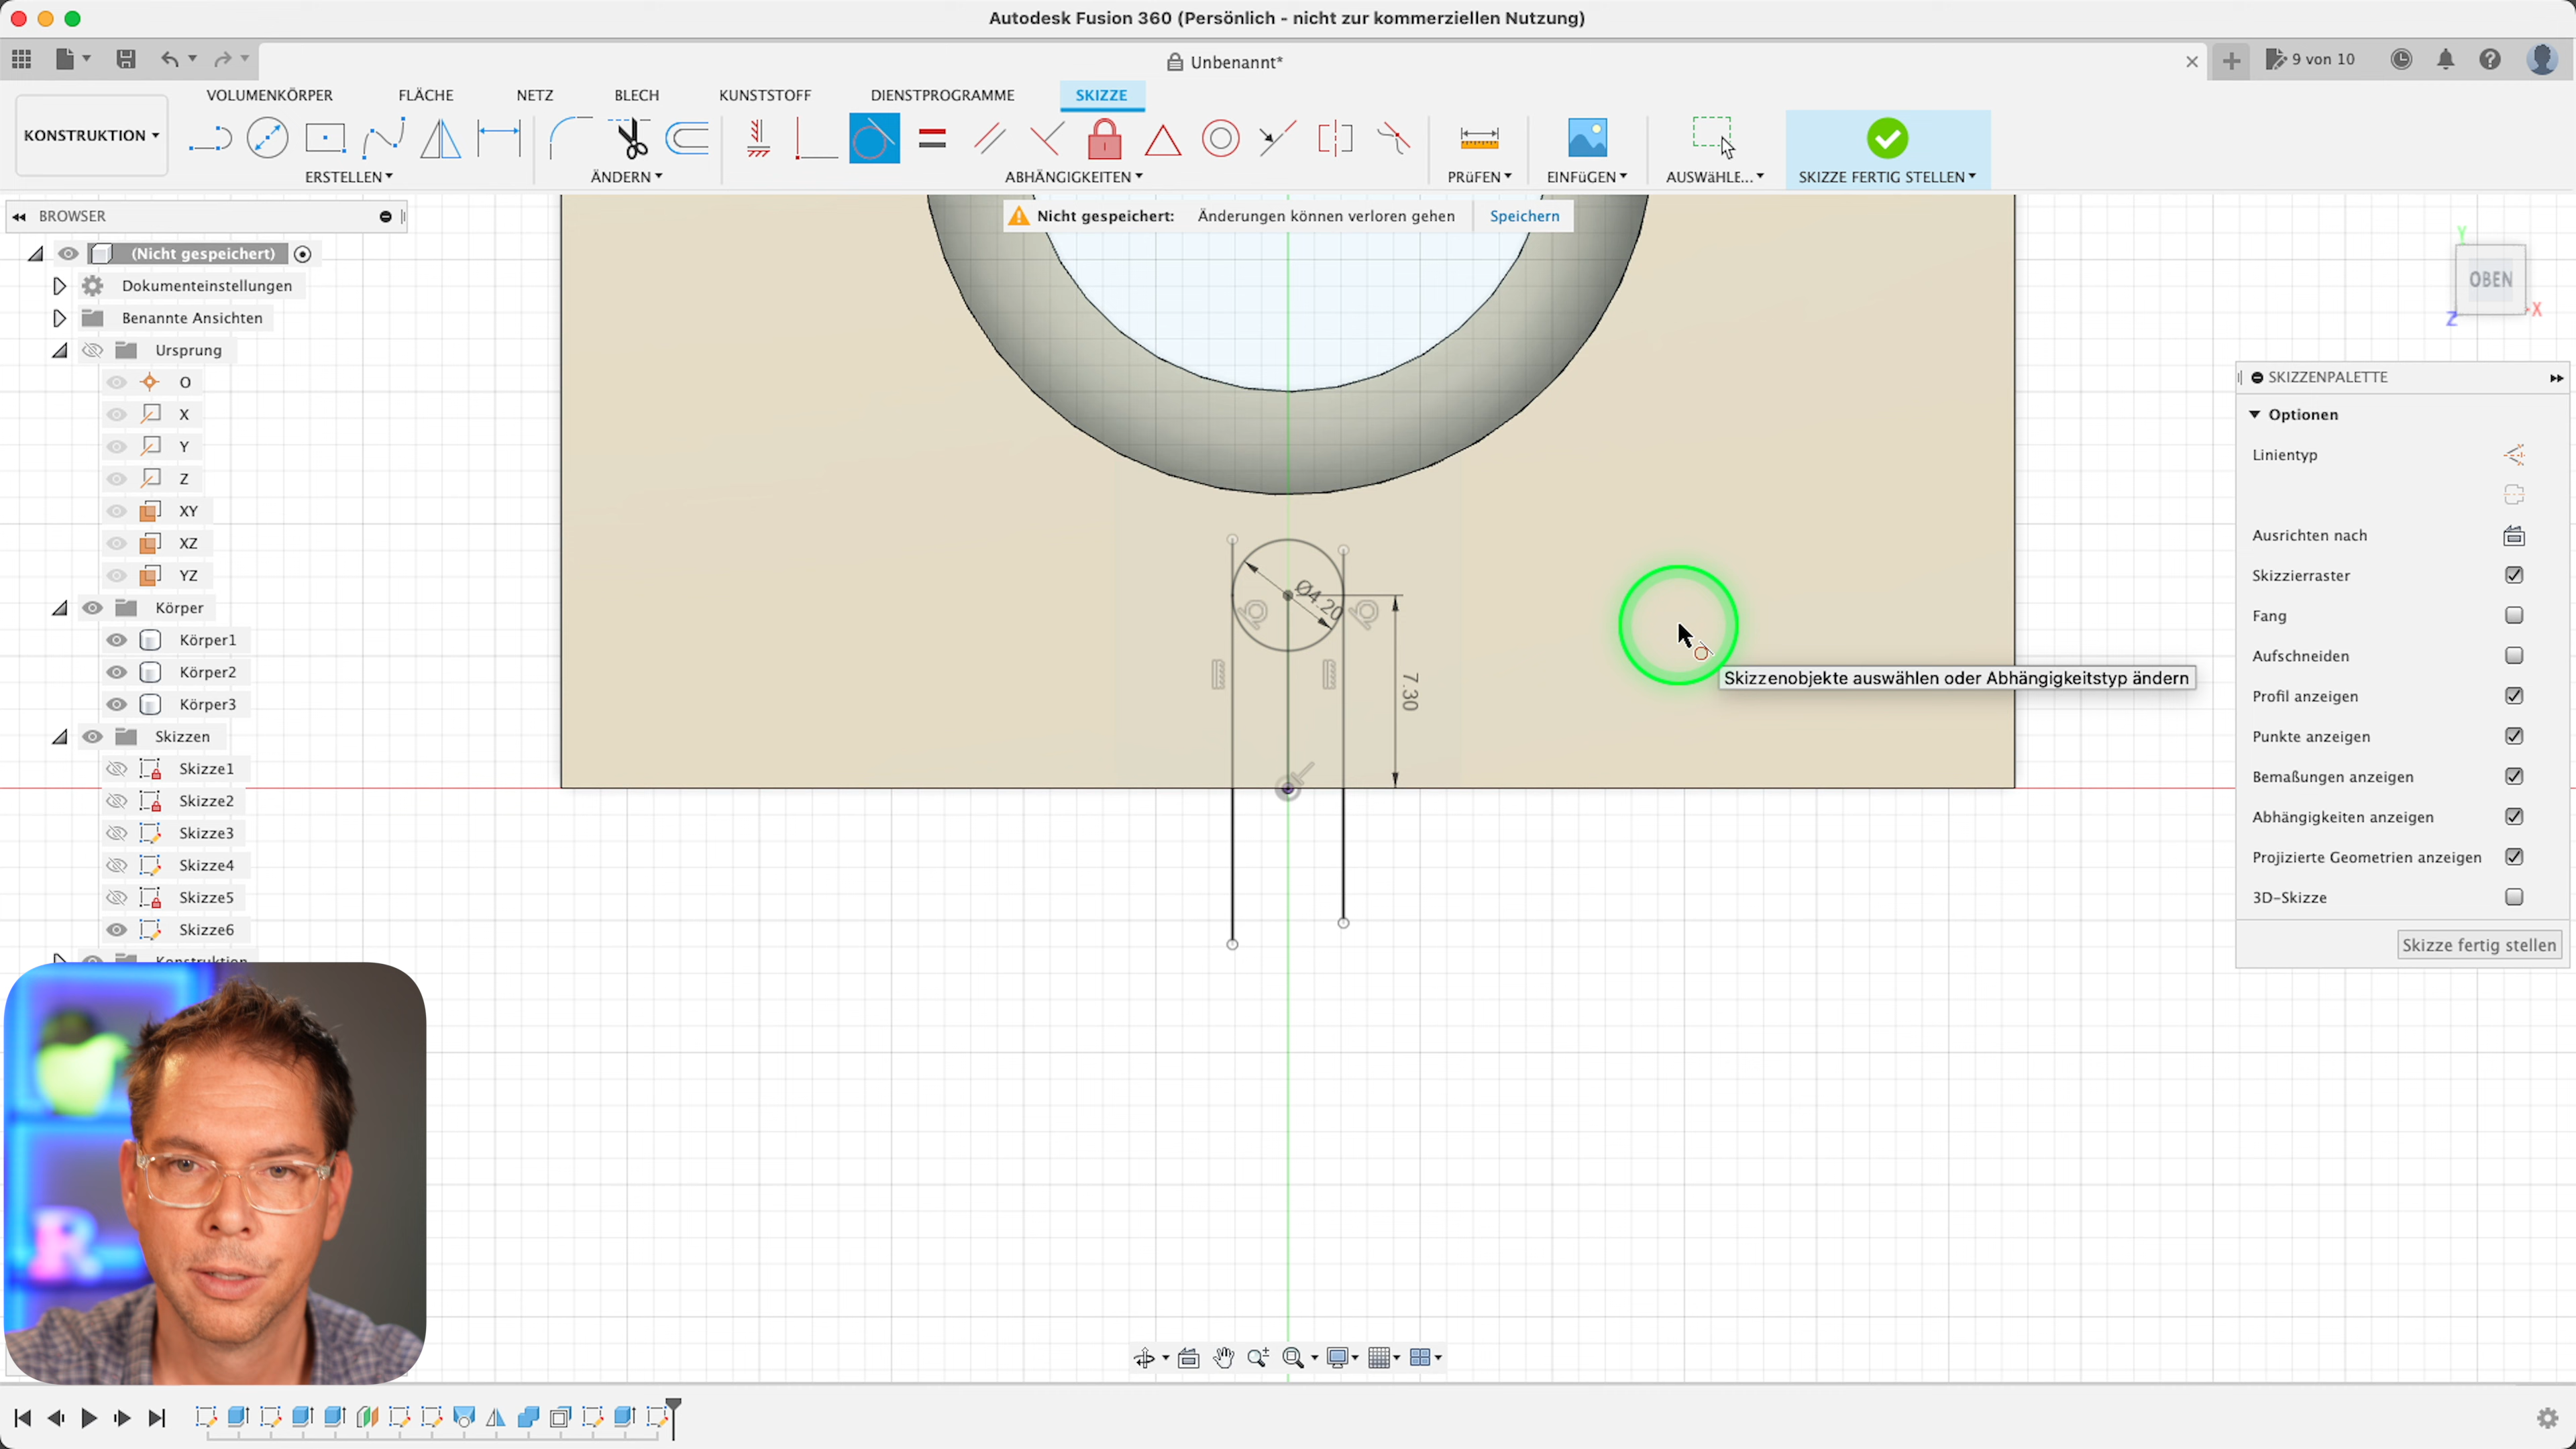 Autodesk Fusion 360 (Persönlich - nicht zur kommerziellen Nutzung)
Unbenannt*
9 von 10
VOLUMENKÖRPER FLÄCHE NETZ BLECH KUNSTSTOFF DIENSTPROGRAMME SKIZZE
KONSTRUKTION
ERSTELLEN ÄNDERN ABHÄNGIGKEITEN PRüFEN EINFüGEN AUSWäHLE... SKIZZE FERTIG STELLEN
BROWSER
Nicht gespeichert: Änderungen können verloren gehen Speichern
(Nicht gespeichert)
Dokumenteinstellungen
Benannte Ansichten
Ursprung
O
X
Y
Z
XY
XZ
YZ
Körper
Körper1
Körper2
Körper3
Skizzen
Skizze1
Skizze2
Skizze3
Skizze4
Skizze5
Skizze6
Konstruktion
Y
OBEN
X
Z
Ø4.20
7.30
Skizzenobjekte auswählen oder Abhängigkeitstyp ändern
SKIZZENPALETTE
Optionen
Linientyp
Ausrichten nach
Skizzierraster
Fang
Aufschneiden
Profil anzeigen
Punkte anzeigen
Bemaßungen anzeigen
Abhängigkeiten anzeigen
Projizierte Geometrien anzeigen
3D-Skizze
Skizze fertig stellen
R